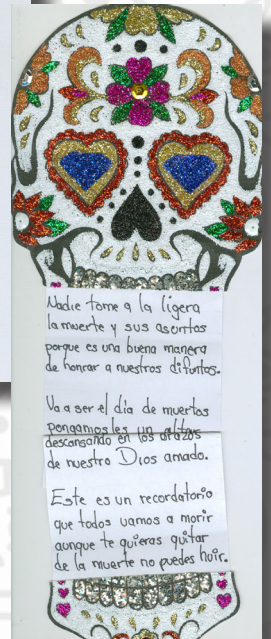 Nadie tome a la ligera
la muerte y sus asuntos
porque es una buena manera
de honrar a nuestros difuntos.
Va a ser el día de muertos
pongamosles un altar
descansando en los brazos
de nuestro Dios amado.
Este es un recordatorio
que todos vamos a morir
aunque te quieras quitar
de la muerte no puedes huir.